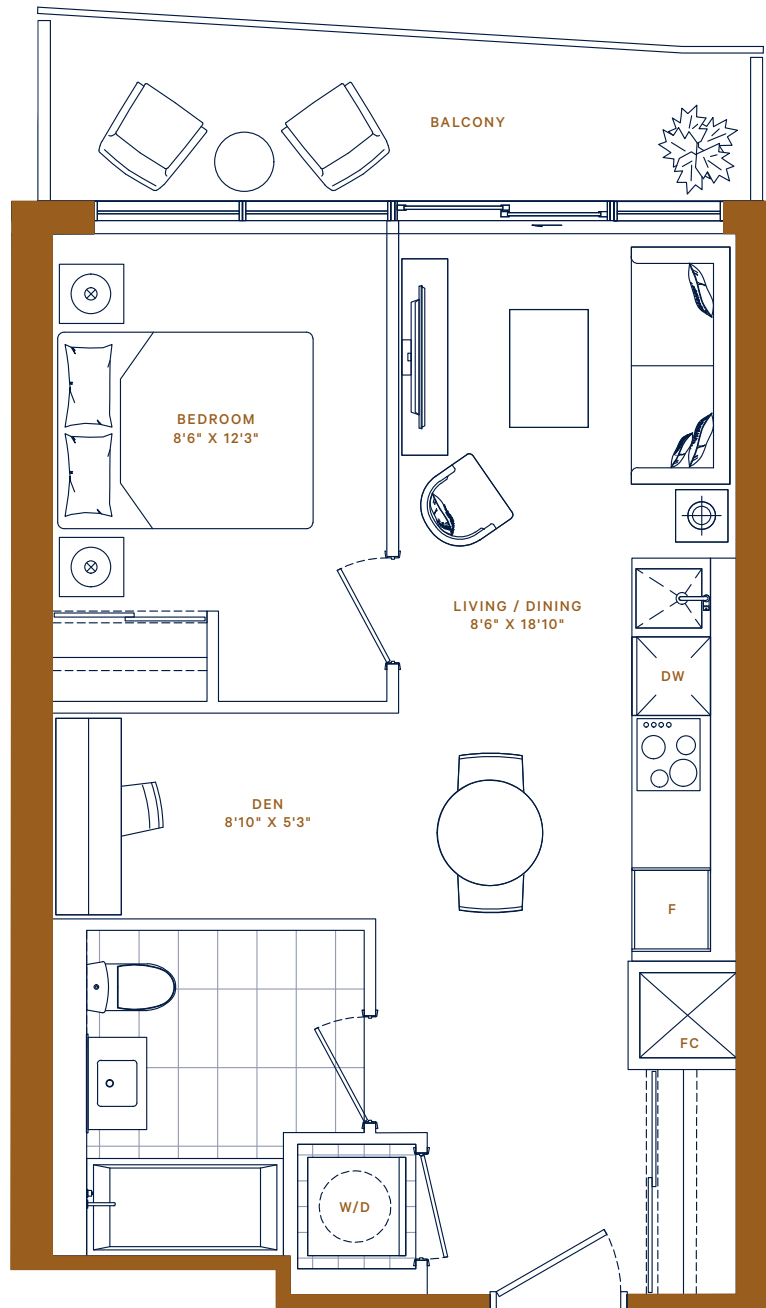 BALCONY
BEDROOM
8'6" X 12'3"
LIVING / DINING
8'6" X 18'10"
DW
DEN
8'10" X 5'3"
F
FC
W/D